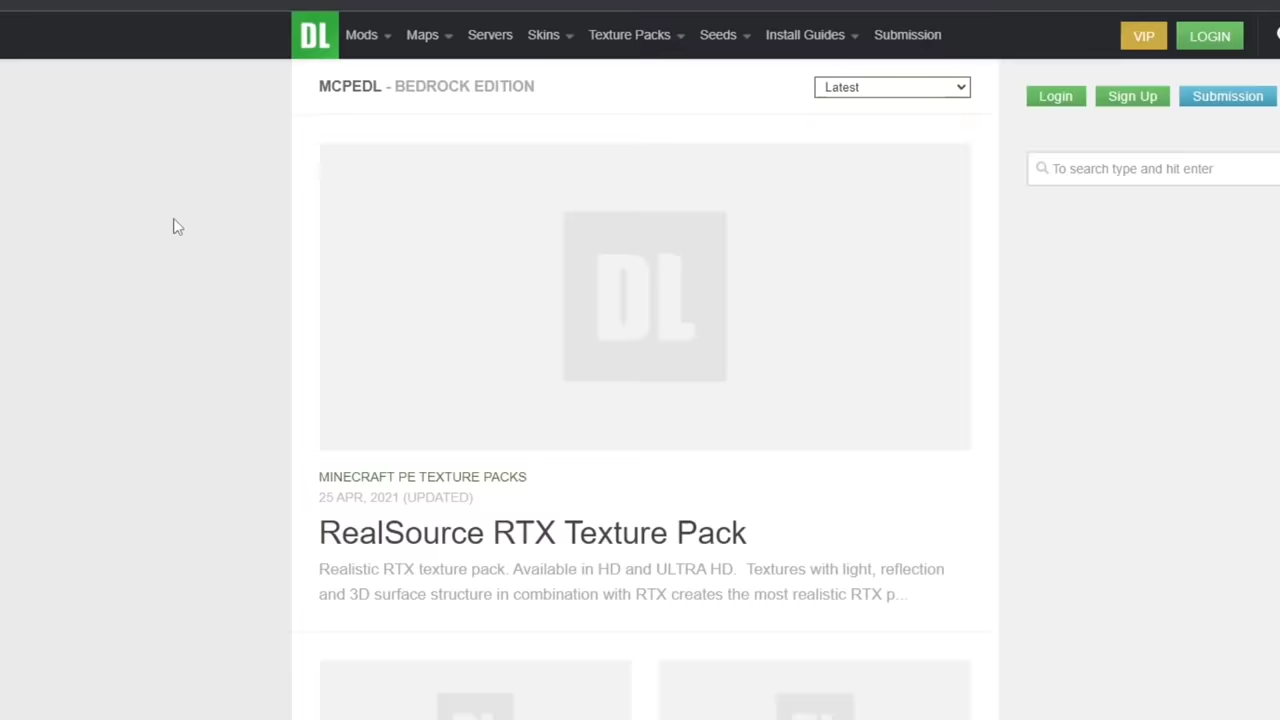 DL Mods Maps Servers Skins Texture Packs Seeds Install Guides Submission VIP LOGIN
MCPEDL - BEDROCK EDITION Latest
Login Sign Up Submission
To search type and hit enter
DL
MINECRAFT PE TEXTURE PACKS
25 APR, 2021 (UPDATED)
RealSource RTX Texture Pack
Realistic RTX texture pack. Available in HD and ULTRA HD. Textures with light, reflection
and 3D surface structure in combination with RTX creates the most realistic RTX p...
DL DL